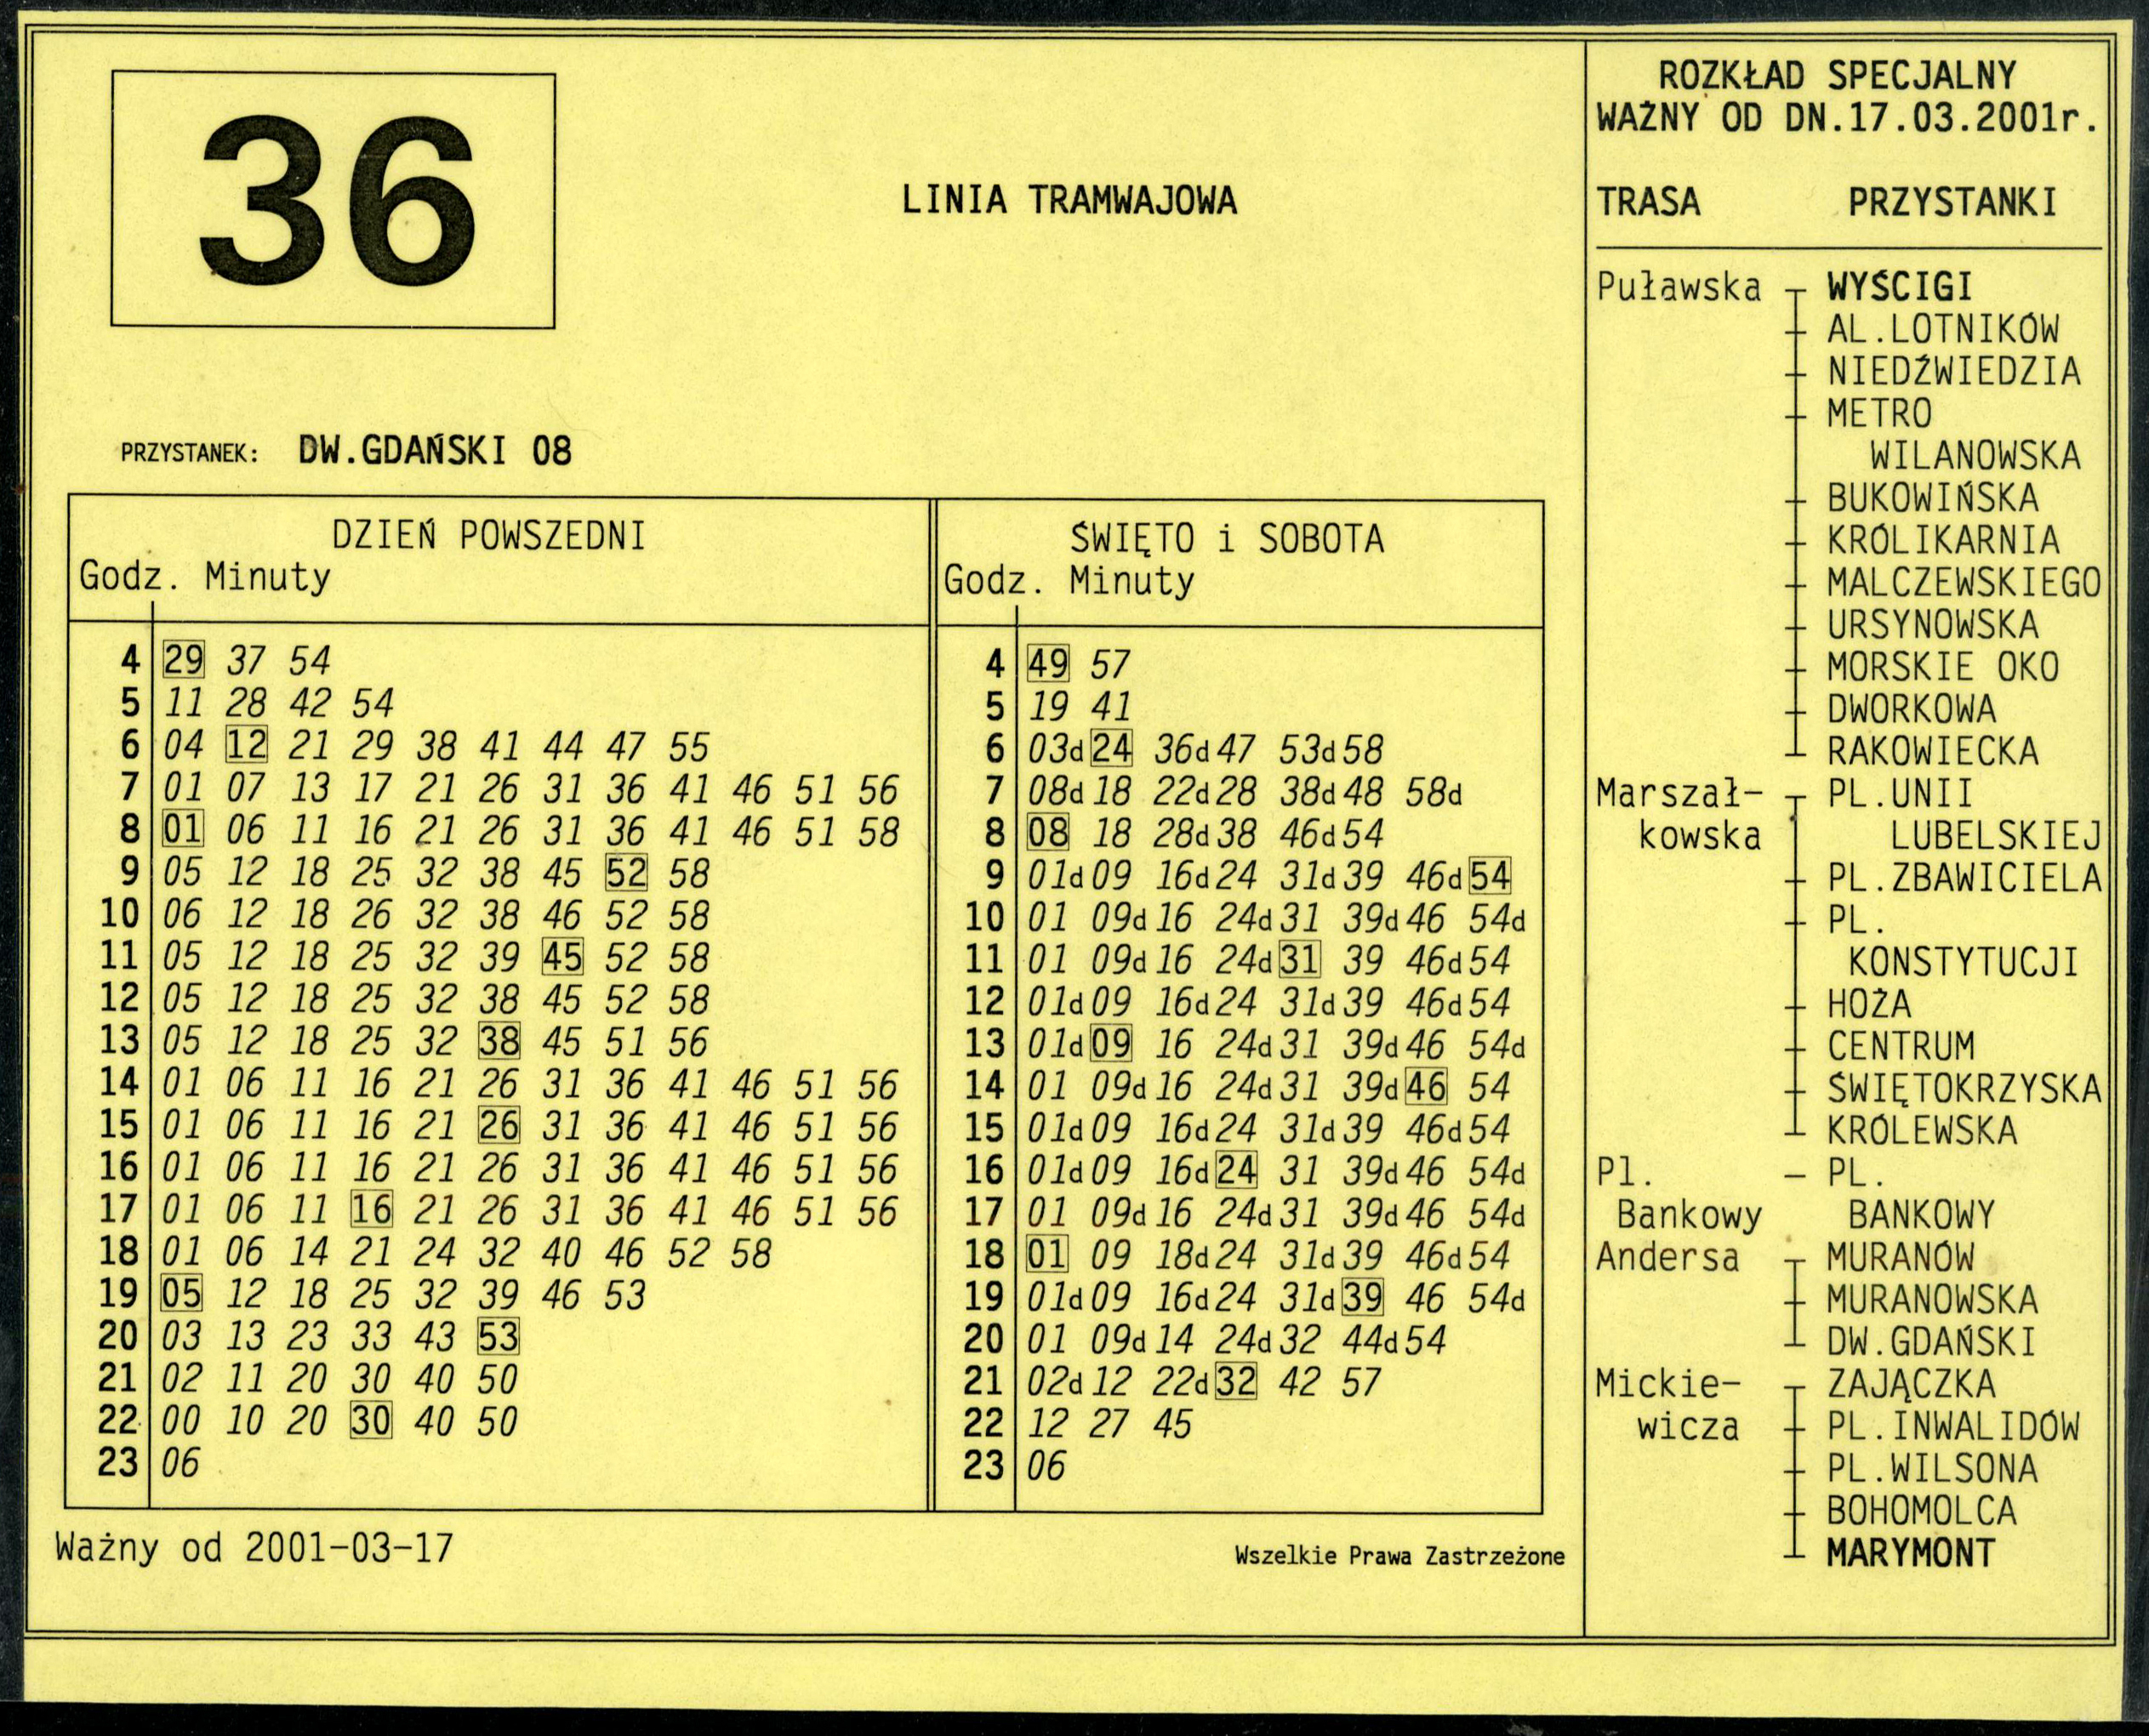 36
LINIA TRAMWAJOWA
PRZYSTANEK: DW.GDAŃSKI 08
DZIEŃ POWSZEDNI
Godz. Minuty
4 29 37 54
5 11 28 42 54
6 04 12 21 29 38 41 44 47 55
7 01 07 13 17 21 26 31 36 41 46 51 56
8 01 06 11 16 21 26 31 36 41 46 51 58
9 05 12 18 25 32 38 45 52 58
10 06 12 18 26 32 38 46 52 58
11 05 12 18 25 32 39 45 52 58
12 05 12 18 25 32 38 45 52 58
13 05 12 18 25 32 38 45 51 56
14 01 06 11 16 21 26 31 36 41 46 51 56
15 01 06 11 16 21 26 31 36 41 46 51 56
16 01 06 11 16 21 26 31 36 41 46 51 56
17 01 06 11 16 21 26 31 36 41 46 51 56
18 01 06 14 21 24 32 40 46 52 58
19 05 12 18 25 32 39 46 53
20 03 13 23 33 43 53
21 02 11 20 30 40 50
22 00 10 20 30 40 50
23 06
ŚWIĘTO i SOBOTA
Godz. Minuty
4 49 57
5 19 41
6 03d 24 36d 47 53d 58
7 08d 18 22d 28 38d 48 58d
8 08 18 28d 38 46d 54
9 01d 09 16d 24 31d 39 46d 54
10 01 09d 16 24d 31 39d 46 54d
11 01 09d 16 24d 31 39 46d 54
12 01d 09 16d 24 31d 39 46d 54
13 01d 09 16 24d 31 39d 46 54d
14 01 09d 16 24d 31 39d 46 54
15 01d 09 16d 24 31d 39 46d 54
16 01d 09 16d 24 31 39d 46 54d
17 01 09d 16 24d 31 39d 46 54d
18 01 09 18d 24 31d 39 46d 54
19 01d 09 16d 24 31d 39 46 54d
20 01 09d 14 24d 32 44d 54
21 02d 12 22d 32 42 57
22 12 27 45
23 06
Ważny od 2001-03-17
Wszelkie Prawa Zastrzeżone
ROZKŁAD SPECJALNY
WAŻNY OD DN.17.03.2001r.
TRASA PRZYSTANKI
Puławska WYŚCIGI
AL.LOTNIKÓW
NIEDŹWIEDZIA
METRO
WILANOWSKA
BUKOWIŃSKA
KRÓLIKARNIA
MALCZEWSKIEGO
URSYNOWSKA
MORSKIE OKO
DWORKOWA
RAKOWIECKA
Marszał- PL.UNII
kowska LUBELSKIEJ
PL.ZBAWICIELA
PL.
KONSTYTUCJI
HOŻA
CENTRUM
ŚWIĘTOKRZYSKA
KRÓLEWSKA
Pl. PL.
Bankowy BANKOWY
Andersa MURANÓW
MURANOWSKA
DW.GDAŃSKI
Mickie- ZAJĄCZKA
wicza PL.INWALIDÓW
PL.WILSONA
BOHOMOLCA
MARYMONT